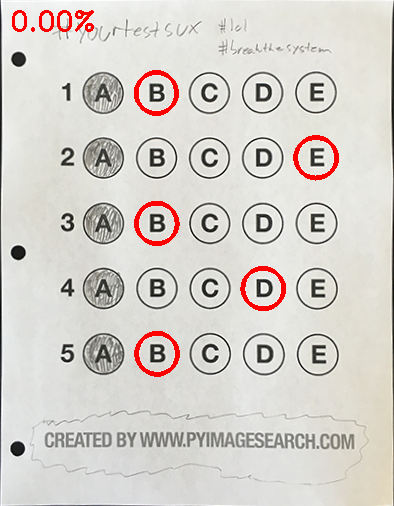 0.00%
#yourtestsux #lol
#breakthesystem
1 A B C D E
2 A B C D E
3 A B C D E
4 A B C D E
5 A B C D E
CREATED BY WWW.PYIMAGESEARCH.COM